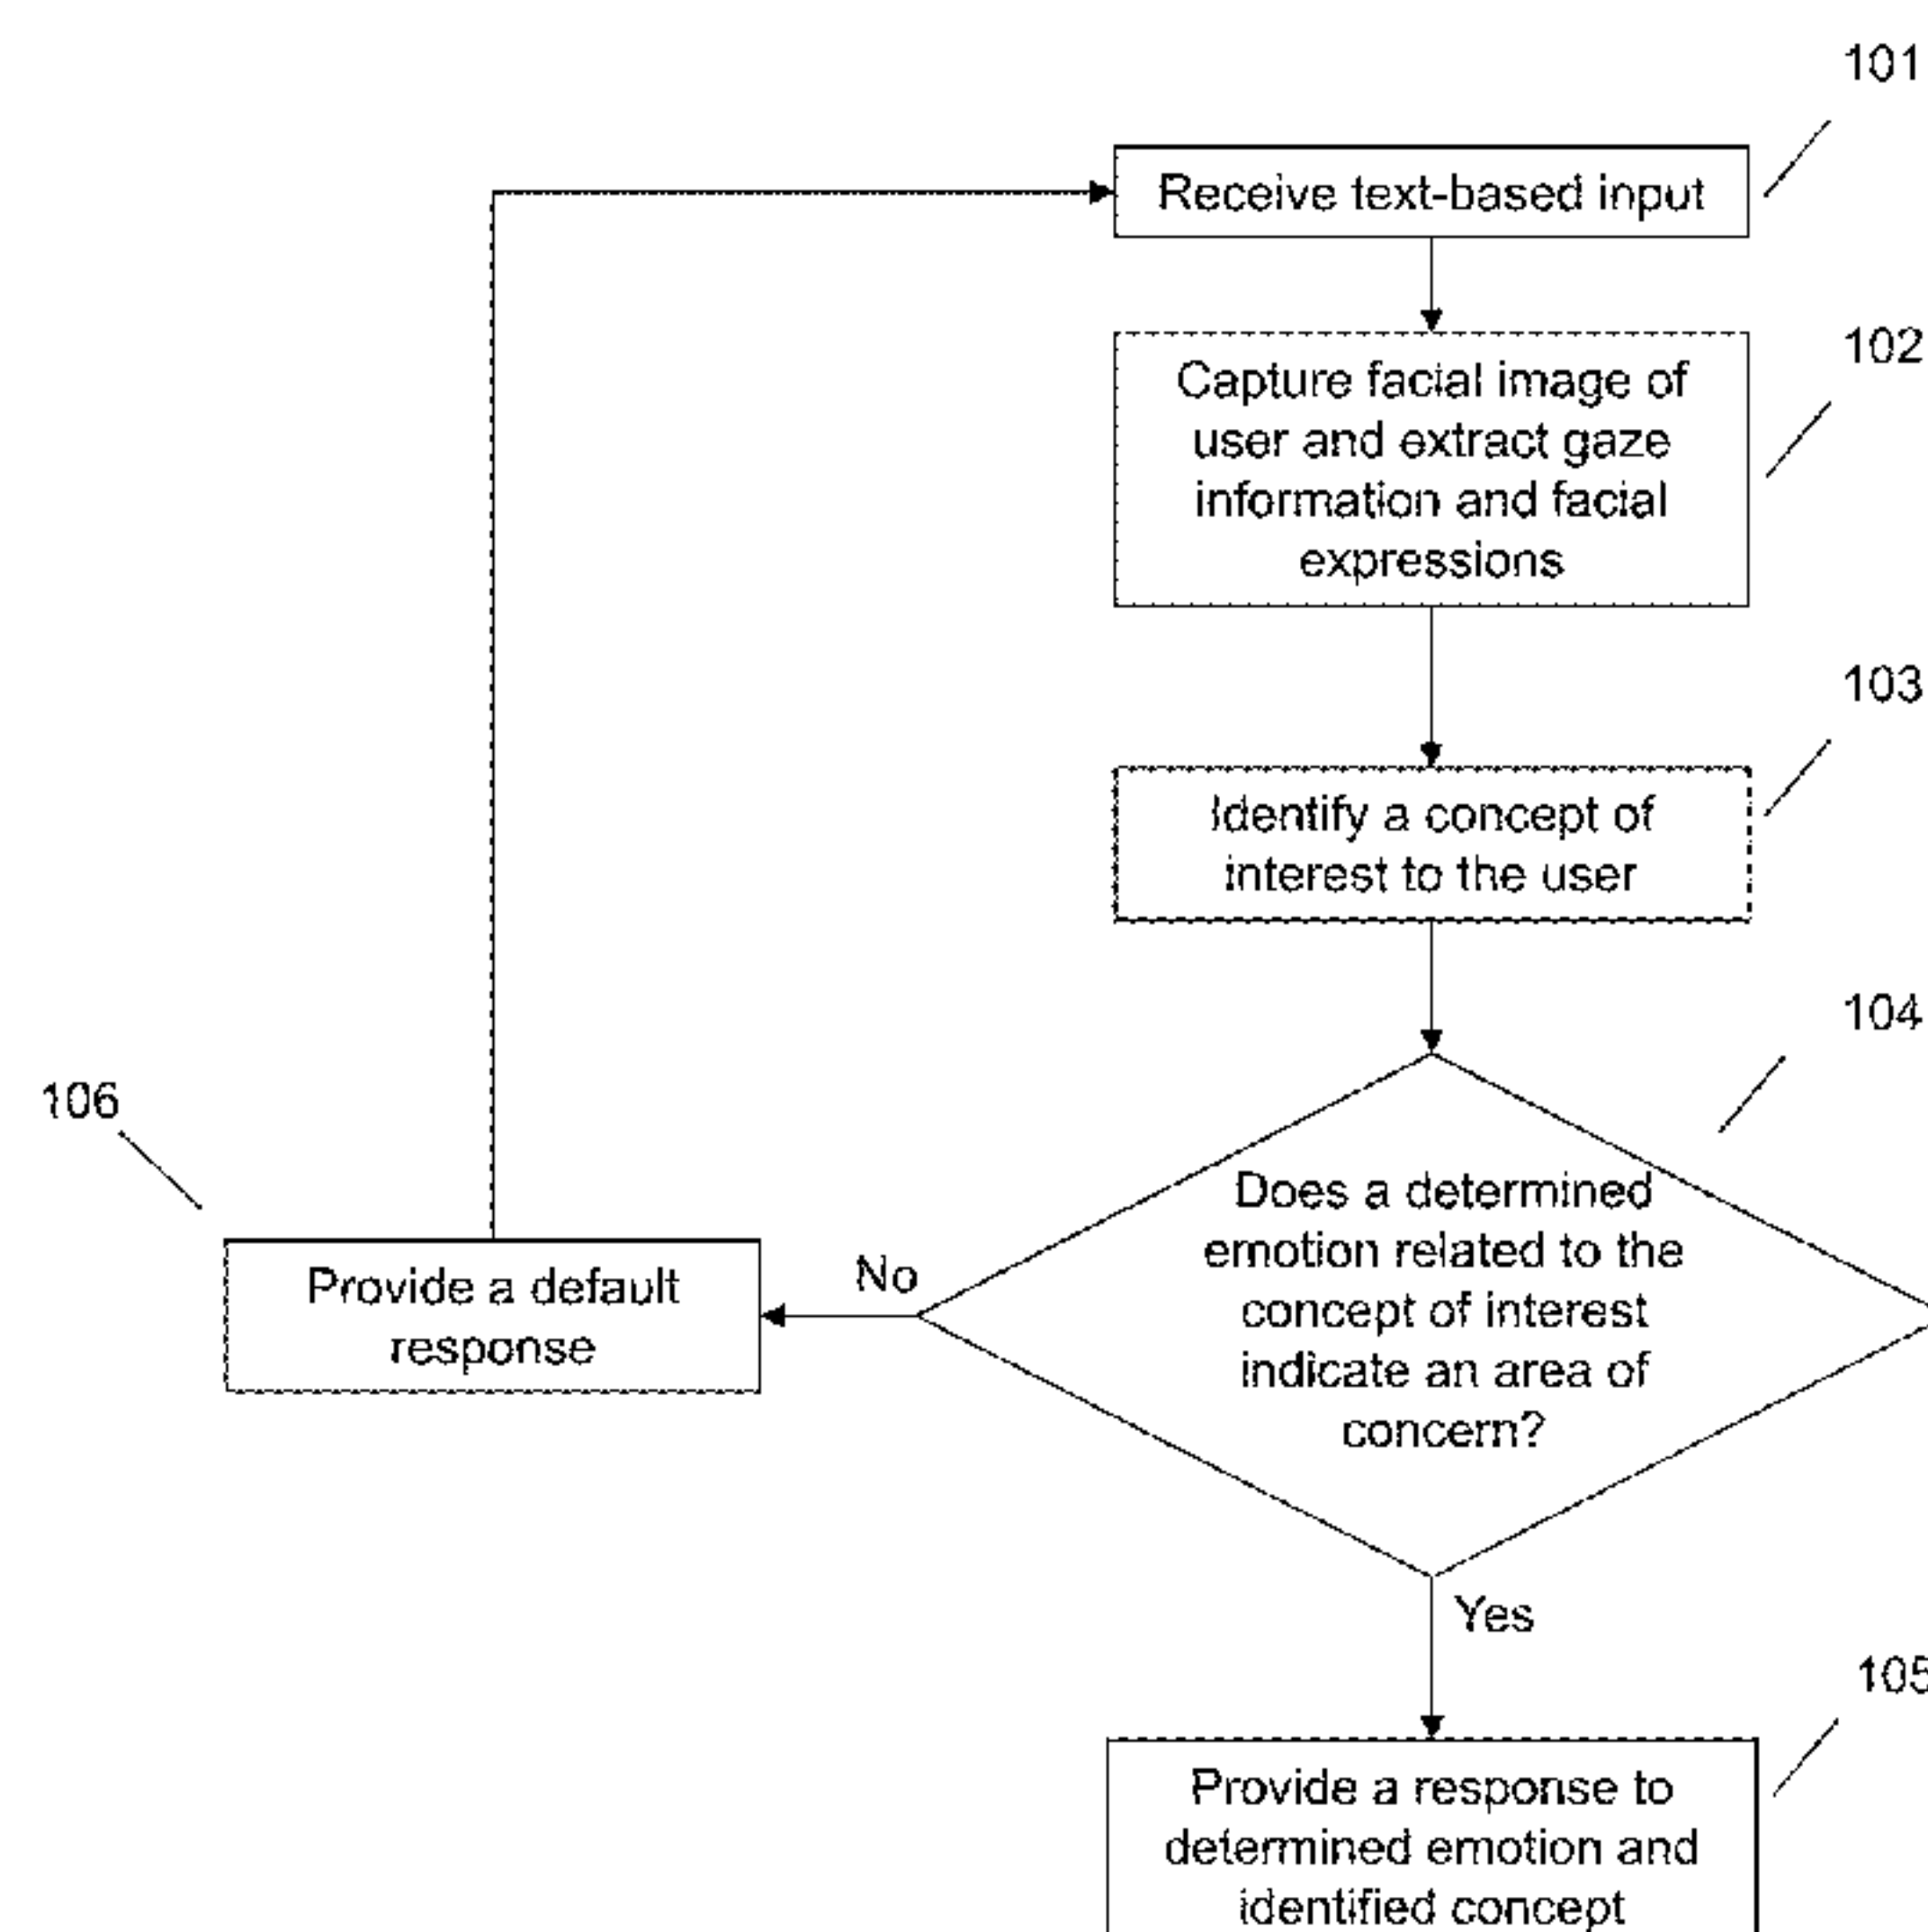 101
Receive text-based input
102
Capture facial image of
user and extract gaze
information and facial
expressions
103
Identify a concept of
interest to the user
104
Does a determined
emotion related to the
concept of interest
indicate an area of
concern?
No
106
Provide a default
response
Yes
105
Provide a response to
determined emotion and
identified concept